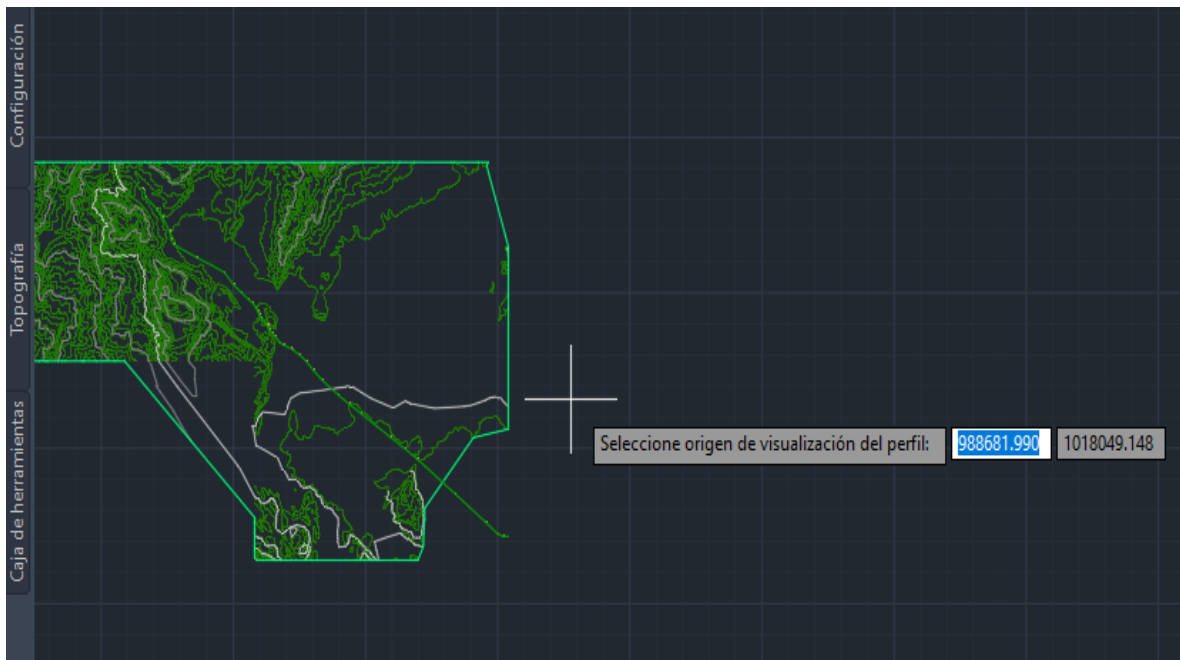 Configuración
Topografía
Caja de herramientas
Seleccione origen de visualización del perfil: 988681.990 1018049.148